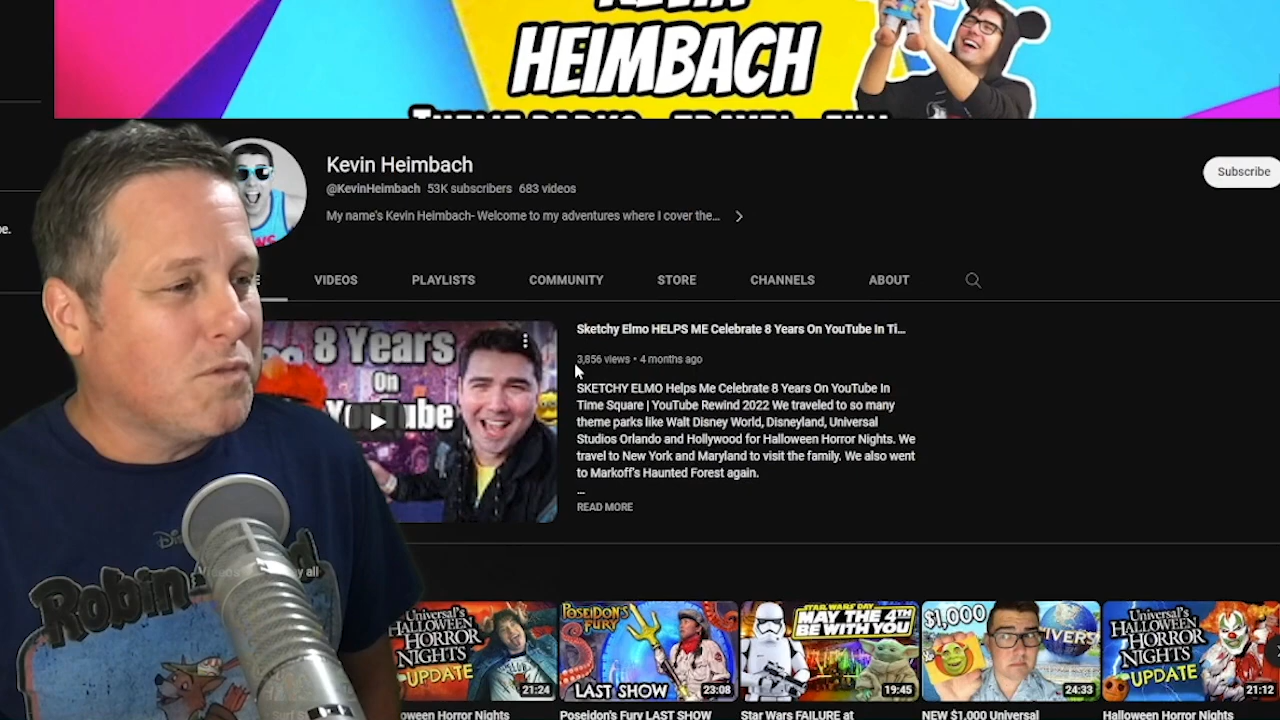 HEIMBACH
Kevin Heimbach
@KevinHeimbach 53K subscribers 683 videos
My name's Kevin Heimbach- Welcome to my adventures where I cover the...
Subscribe
VIDEOS PLAYLISTS COMMUNITY STORE CHANNELS ABOUT
8 Years
On
YouTube
Sketchy Elmo HELPS ME Celebrate 8 Years On YouTube In Ti...
3,856 views • 4 months ago
SKETCHY ELMO Helps Me Celebrate 8 Years On YouTube In
Time Square | YouTube Rewind 2022 We traveled to so many
theme parks like Walt Disney World, Disneyland, Universal
Studios Orlando and Hollywood for Halloween Horror Nights. We
travel to New York and Maryland to visit the family. We also went
to Markoff's Haunted Forest again.
...
READ MORE
Robin
Universal's
HALLOWEEN
HORROR
NIGHTS
UPDATE
21:24
POSEIDON'S
FURY
LAST SHOW
23:08
STAR WARS DAY
MAY THE 4TH
BE WITH YOU
19:45
$1,000
UNIVERS
24:33
Universal's
HALLOWEEN
HORROR
NIGHTS
UPDATE
21:12
Horror Nights
Poseidon's Fury LAST SHOW
Star Wars FAILURE at
NEW $1,000 Universal
Halloween Horror Nights